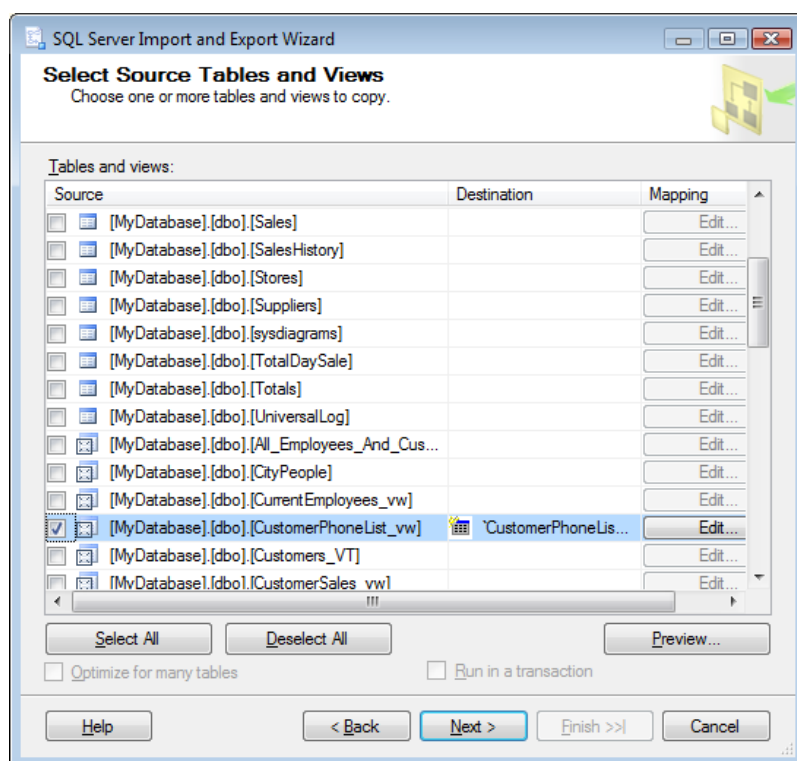 SQL Server Import and Export Wizard
Select Source Tables and Views
Choose one or more tables and views to copy.
Tables and views:
Source Destination Mapping
[MyDatabase].[dbo].[Sales] Edit...
[MyDatabase].[dbo].[SalesHistory] Edit...
[MyDatabase].[dbo].[Stores] Edit...
[MyDatabase].[dbo].[Suppliers] Edit...
[MyDatabase].[dbo].[sysdiagrams] Edit...
[MyDatabase].[dbo].[TotalDaySale] Edit...
[MyDatabase].[dbo].[Totals] Edit...
[MyDatabase].[dbo].[UniversalLog] Edit...
[MyDatabase].[dbo].[All_Employees_And_Cus... Edit...
[MyDatabase].[dbo].[CityPeople] Edit...
[MyDatabase].[dbo].[CurrentEmployees_vw] Edit...
[MyDatabase].[dbo].[CustomerPhoneList_vw] `CustomerPhoneLis... Edit...
[MyDatabase].[dbo].[Customers_VT] Edit...
[MyDatabase].[dbo].[CustomerSales_vw] Edit...
Select All Deselect All Preview...
Optimize for many tables Run in a transaction
Help < Back Next > Finish >>| Cancel